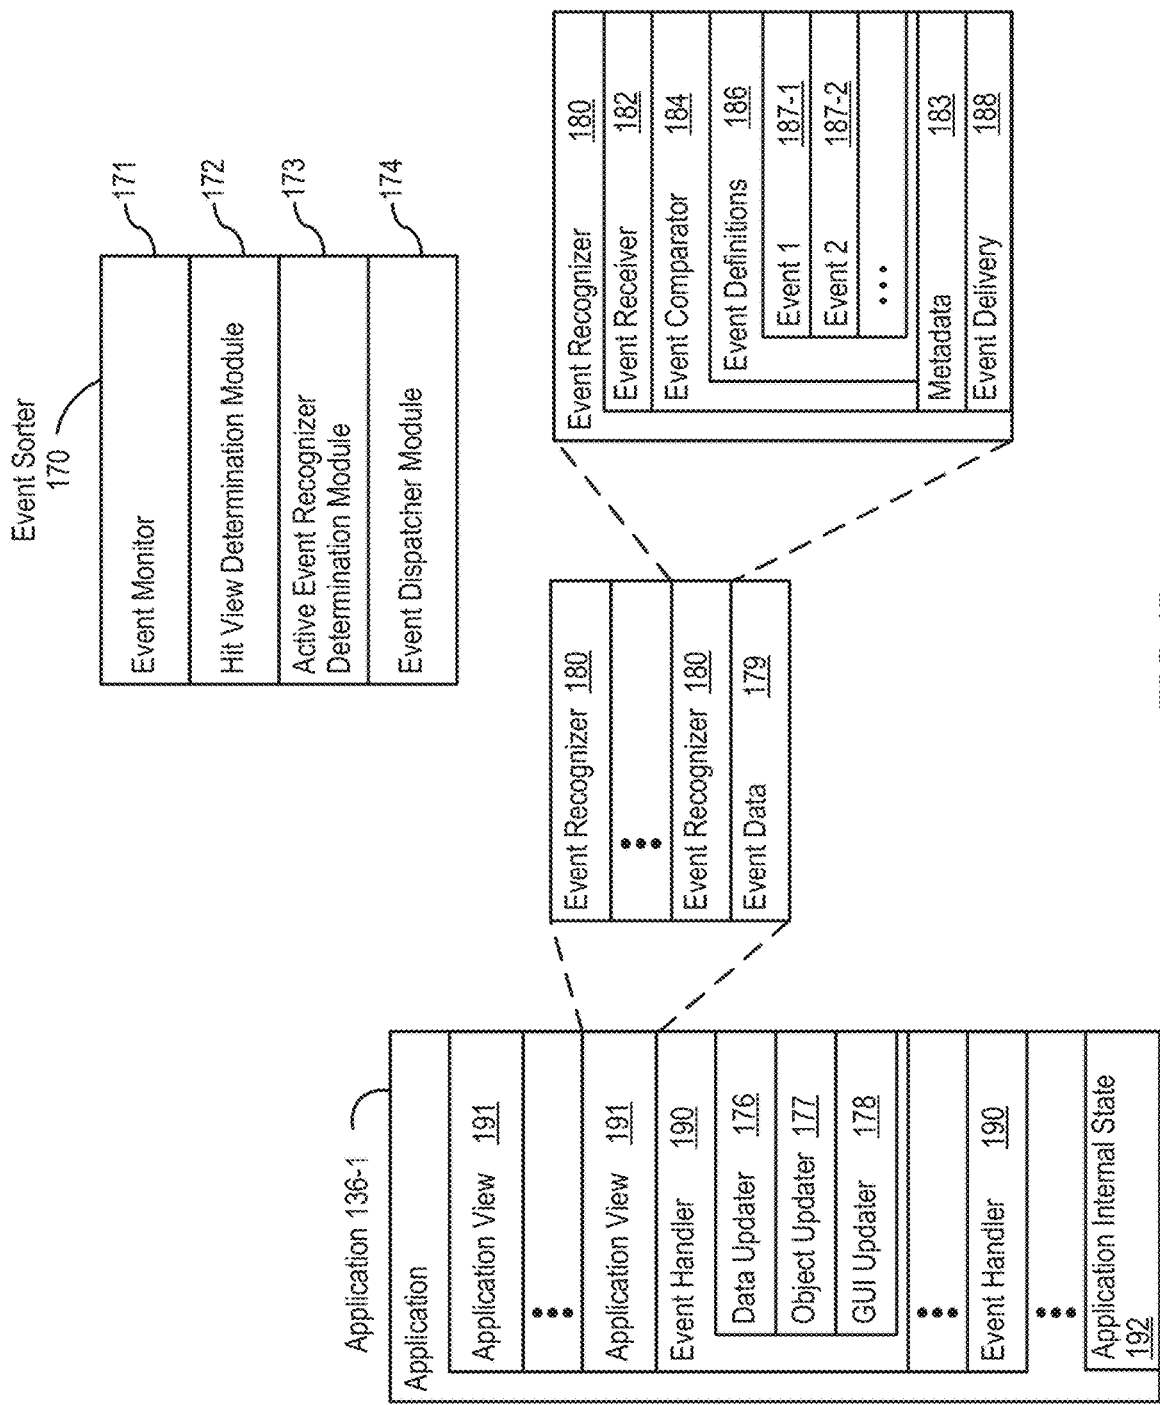 Event Sorter
170
Event Monitor
171
Hit View Determination Module
172
Active Event Recognizer
Determination Module
173
Event Dispatcher Module
174
Application 136-1
Application
Application View 191
Application View 191
Event Handler 190
Data Updater 176
Object Updater 177
GUI Updater 178
Event Handler 190
Application Internal State
192
Event Recognizer 180
Event Recognizer 180
Event Data 179
Event Recognizer 180
Event Receiver 182
Event Comparator 184
Event Definitions 186
Event 1 187-1
Event 2 187-2
Metadata 183
Event Delivery 188